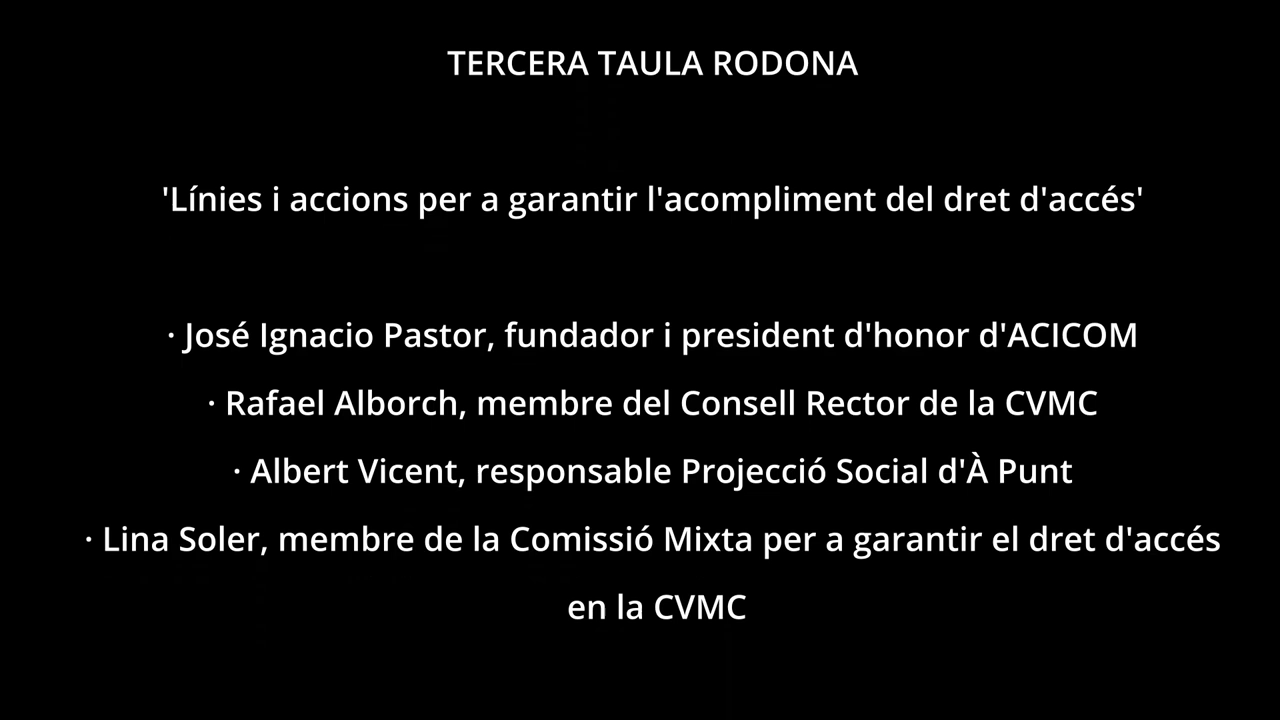 TERCERA TAULA RODONA
'Línies i accions per a garantir l'acompliment del dret d'accés'
· José Ignacio Pastor, fundador i president d'honor d'ACICOM
· Rafael Alborch, membre del Consell Rector de la CVMC
· Albert Vicent, responsable Projecció Social d'À Punt
· Lina Soler, membre de la Comissió Mixta per a garantir el dret d'accés
en la CVMC